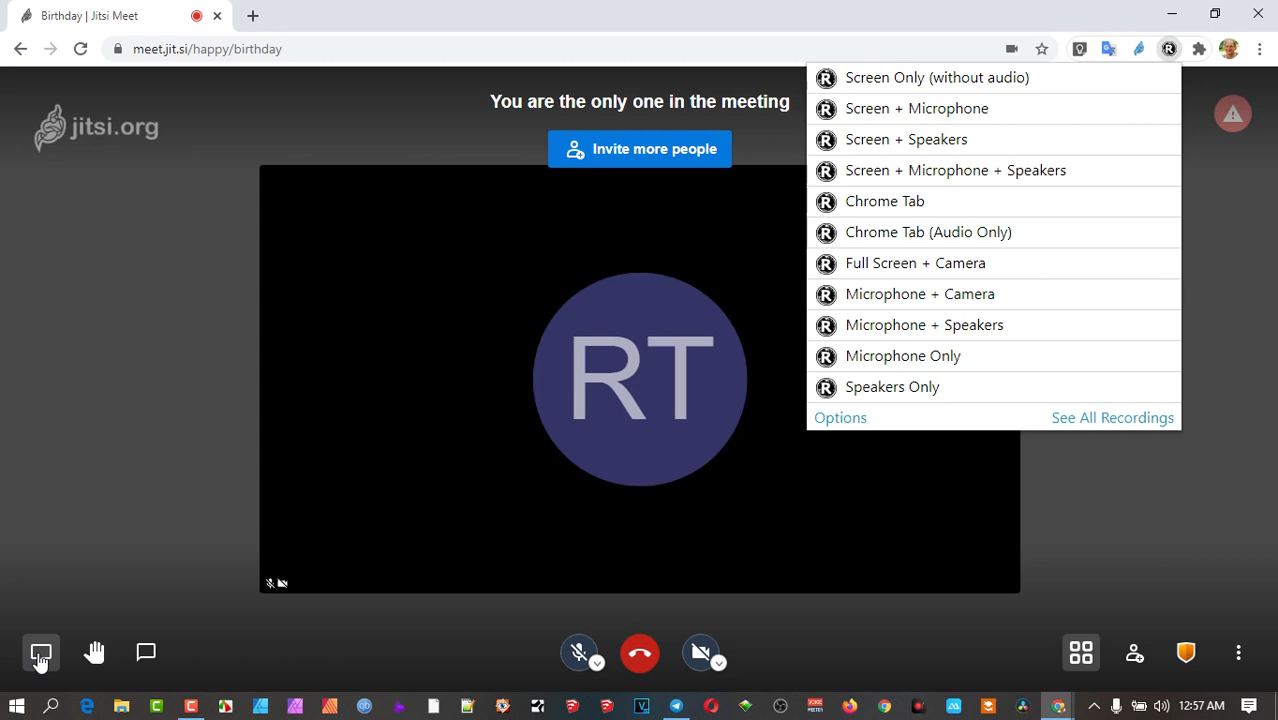 Birthday | Jitsi Meet
meet.jit.si/happy/birthday
jitsi.org
You are the only one in the meeting
Invite more people
RT
Screen Only (without audio)
Screen + Microphone
Screen + Speakers
Screen + Microphone + Speakers
Chrome Tab
Chrome Tab (Audio Only)
Full Screen + Camera
Microphone + Camera
Microphone + Speakers
Microphone Only
Speakers Only
Options See All Recordings
12:57 AM